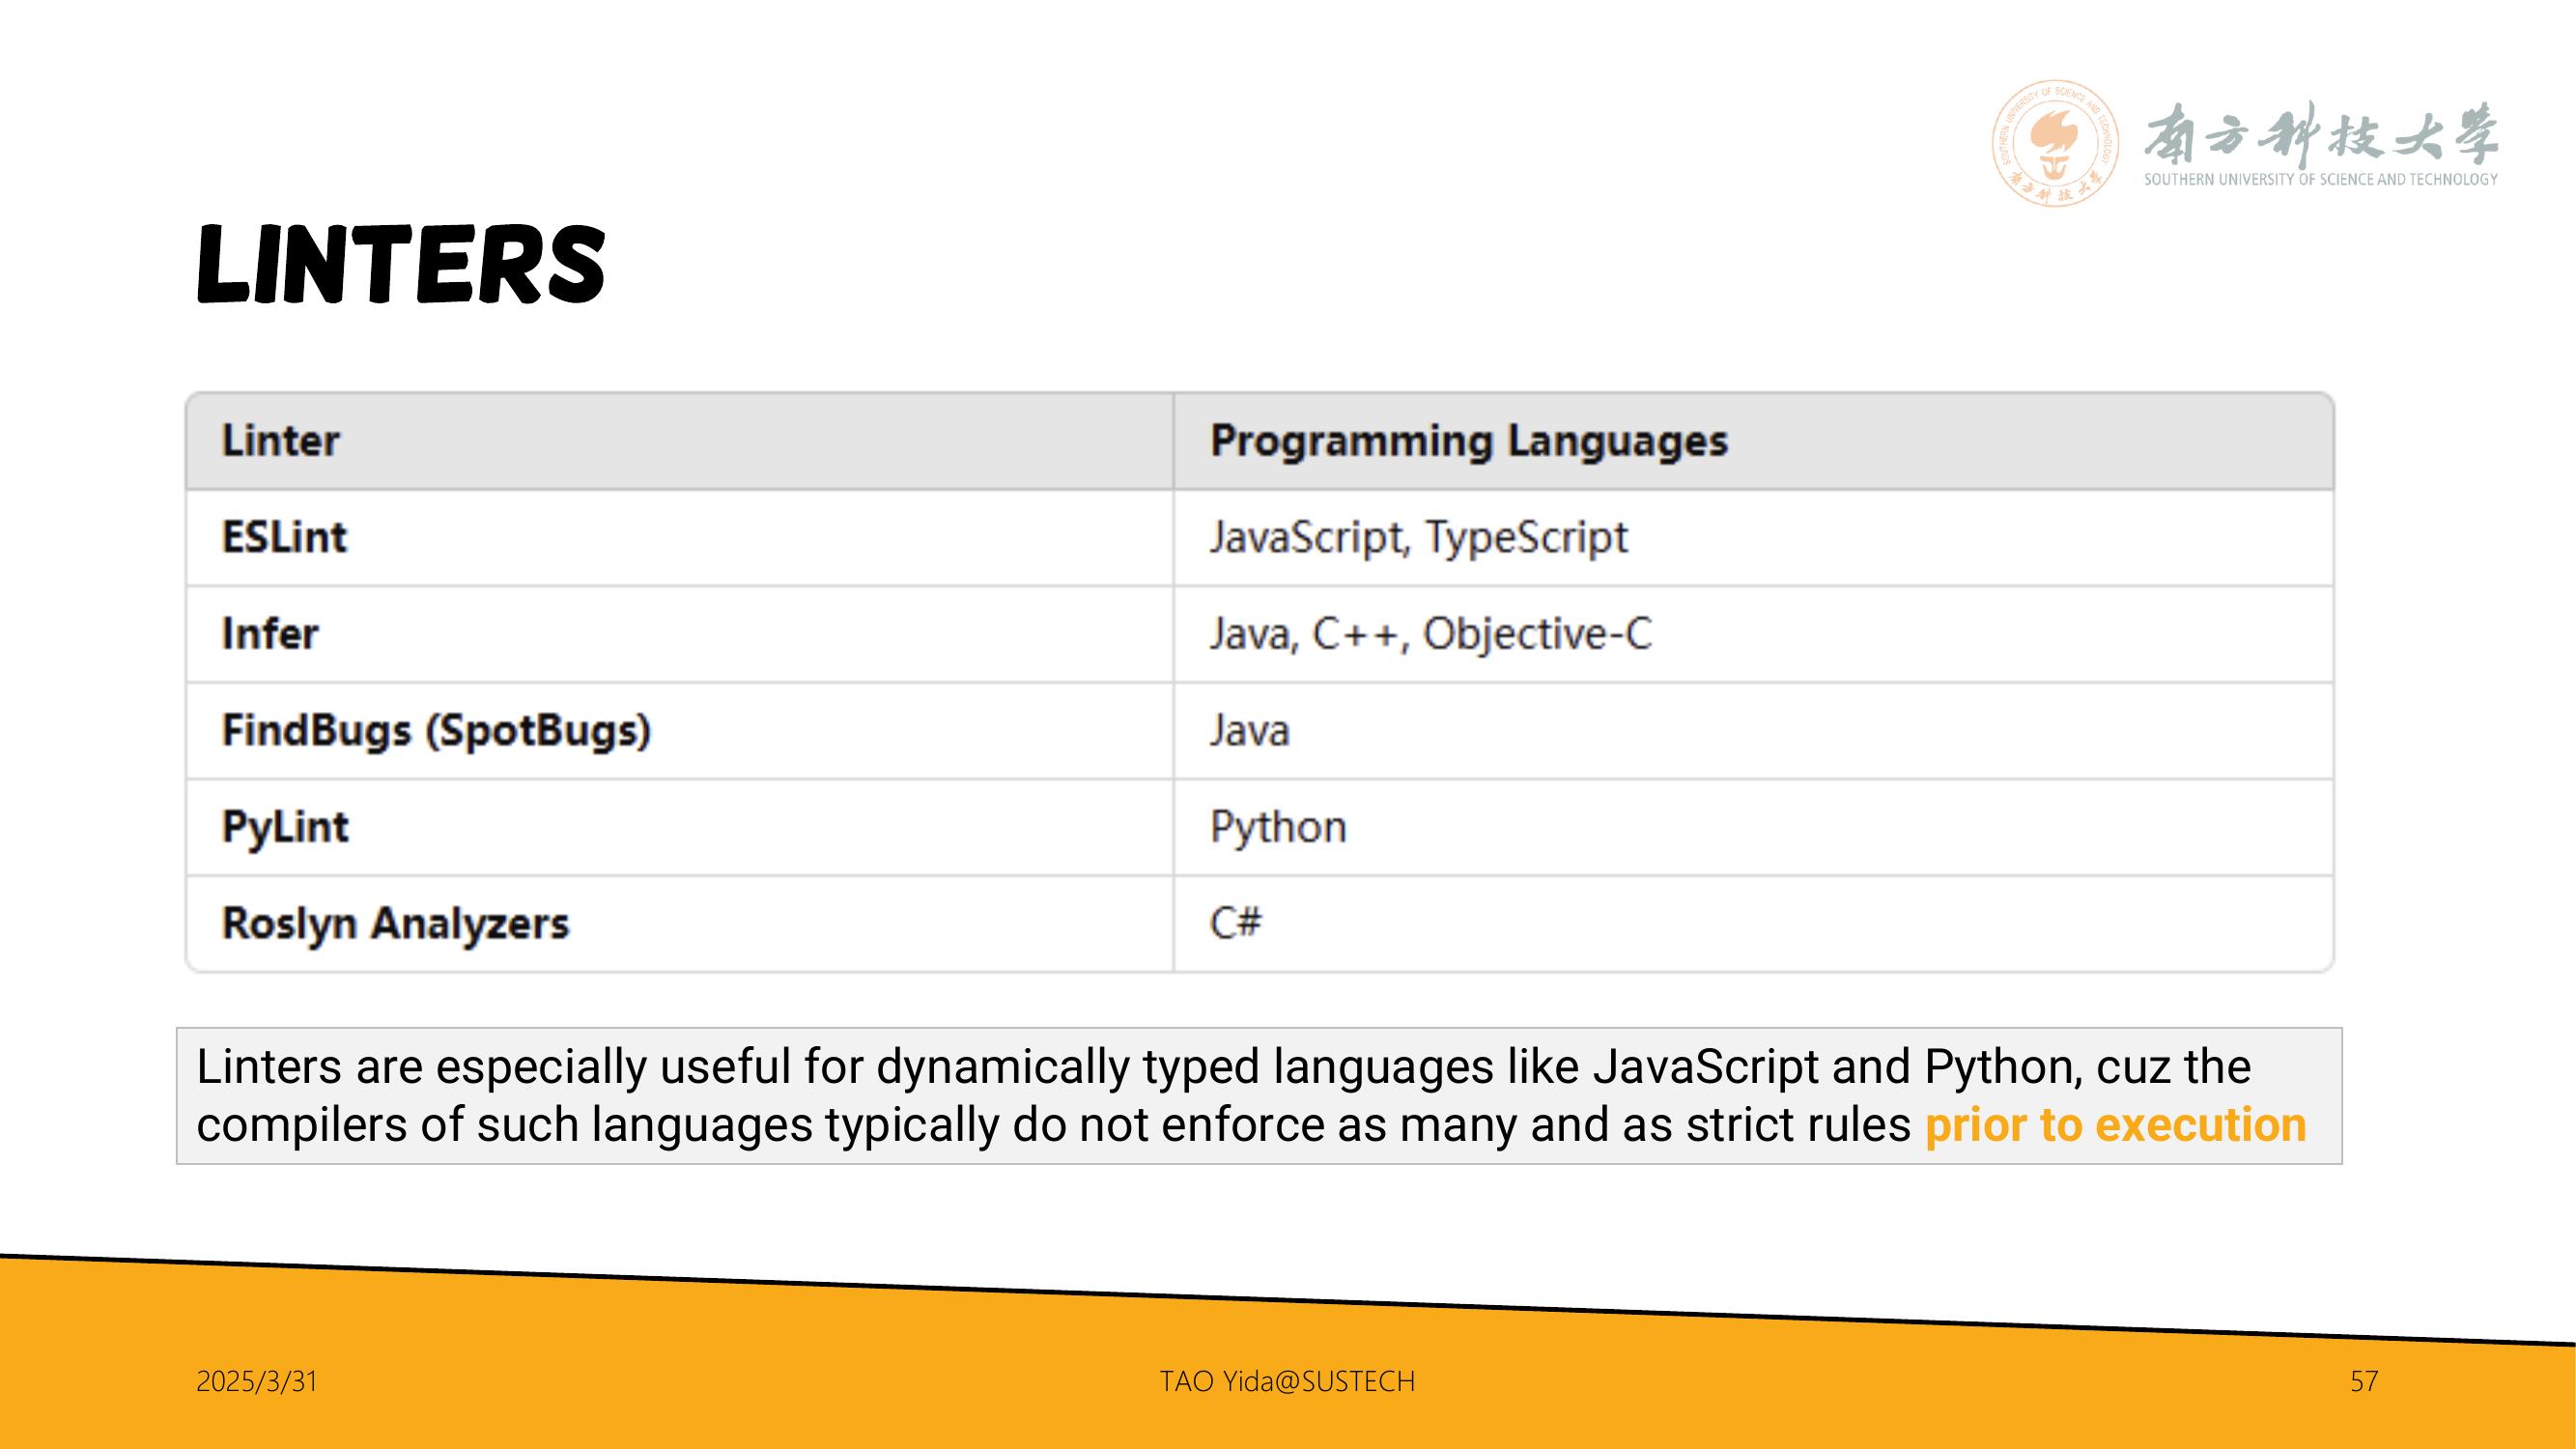 南方科技大学
SOUTHERN UNIVERSITY OF SCIENCE AND TECHNOLOGY
LINTERS
Linter Programming Languages
ESLint JavaScript, TypeScript
Infer Java, C++, Objective-C
FindBugs (SpotBugs) Java
PyLint Python
Roslyn Analyzers C#
Linters are especially useful for dynamically typed languages like JavaScript and Python, cuz the
compilers of such languages typically do not enforce as many and as strict rules prior to execution
2025/3/31 TAO Yida@SUSTECH 57